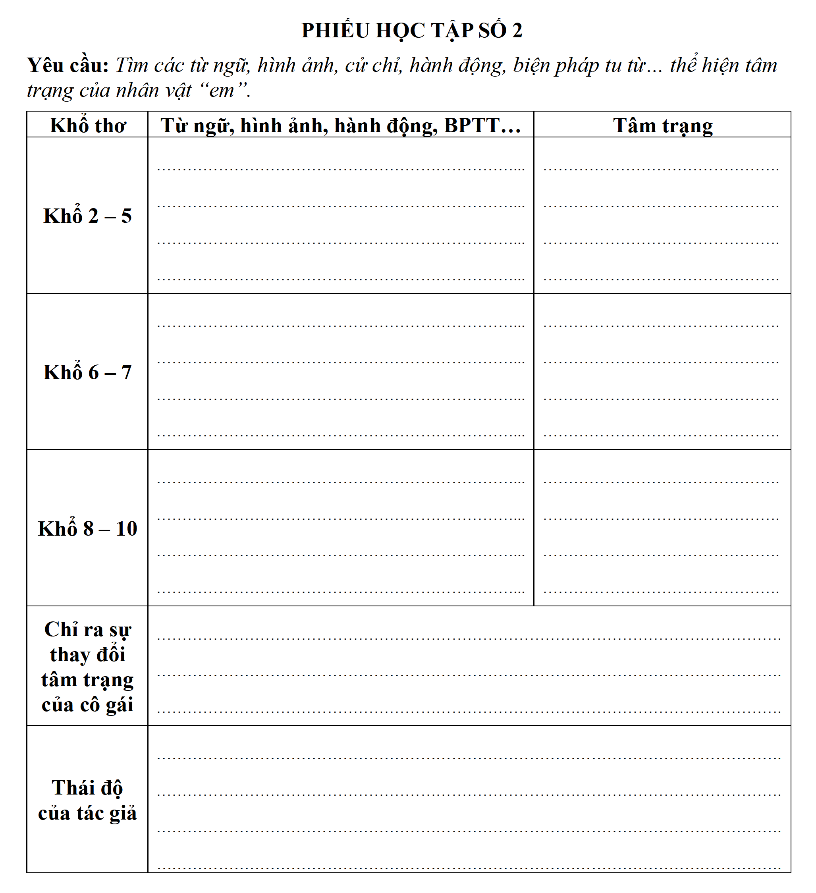 PHIẾU HỌC TẬP SỐ 2
Yêu cầu: Tìm các từ ngữ, hình ảnh, cử chỉ, hành động, biện pháp tu từ… thể hiện tâm
trạng của nhân vật “em”.
Khổ thơ
Từ ngữ, hình ảnh, hành động, BPTT…
Tâm trạng
Khổ 2 – 5
Khổ 6 – 7
Khổ 8 – 10
Chỉ ra sự
thay đổi
tâm trạng
của cô gái
Thái độ
của tác giả